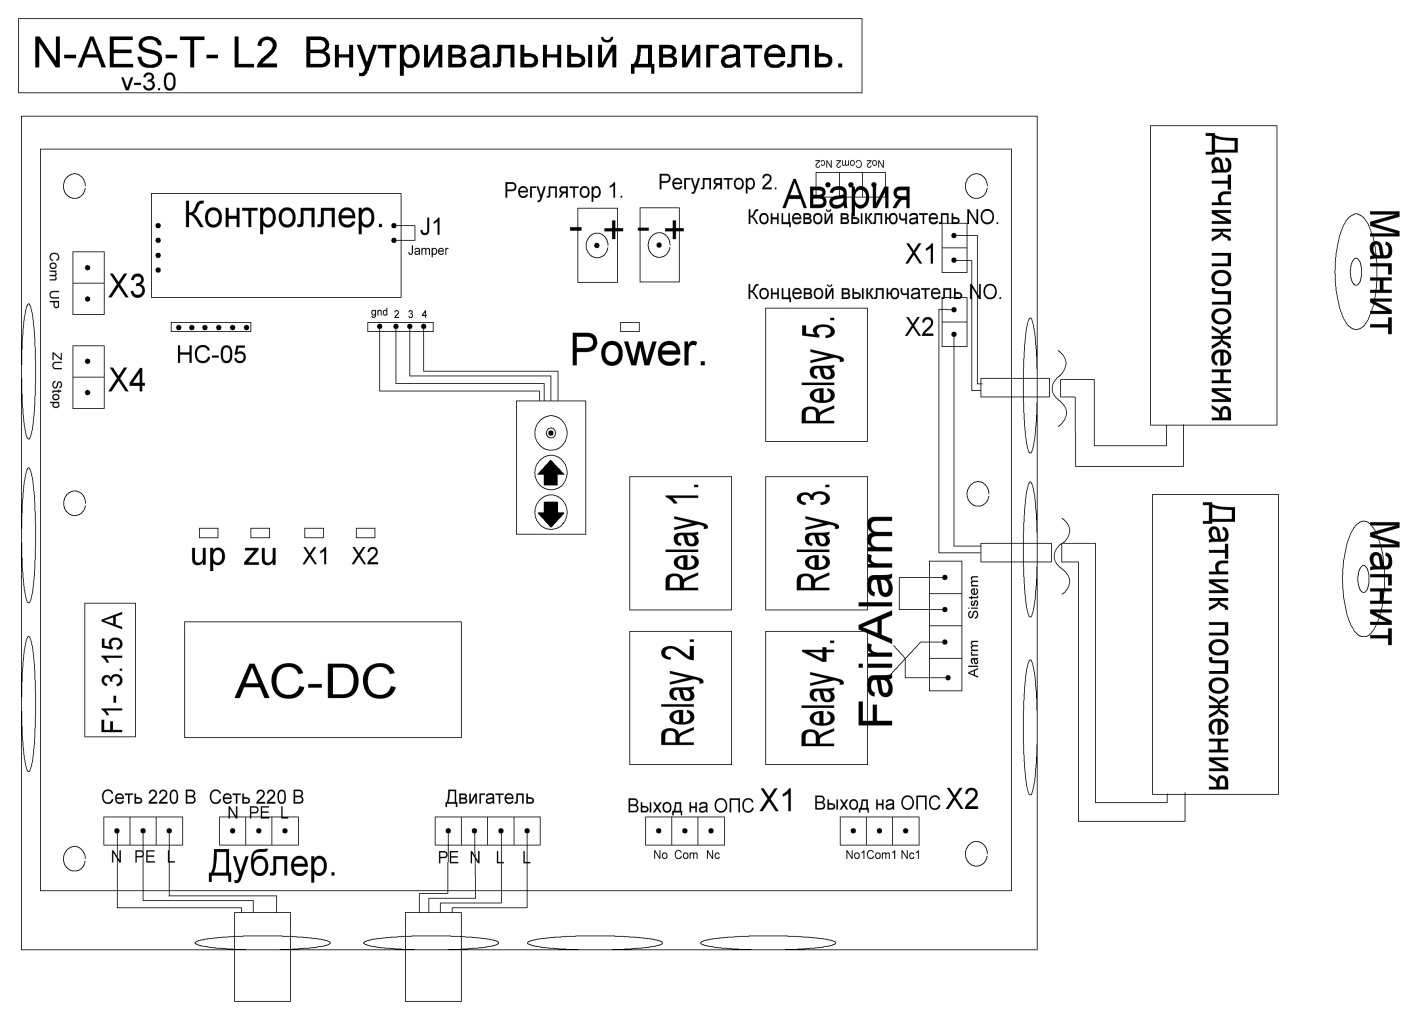 N-AES-T- L2 Внутривальный двигатель.
v-3.0
Контроллер.
J1
Jamper
Регулятор 1.
Регулятор 2.
- +
- +
No2 Com2 Nc2
Авария
Концевой выключатель NO.
X1
Концевой выключатель NO.
X2
Com UP
X3
ZU Stop
X4
HC-05
gnd 2 3 4
Power.
Relay 5.
Relay 1.
Relay 3.
Relay 2.
Relay 4.
up
zu
X1
X2
F1- 3.15 A
AC-DC
FairAlarm
Sistem
Alarm
Датчик положения
Магнит
Датчик положения
Магнит
Сеть 220 В
N PE L
Сеть 220 В
N PE L
Дублер.
Двигатель
PE N L L
Выход на ОПС X1
No Com Nc
Выход на ОПС X2
No1 Com1 Nc1